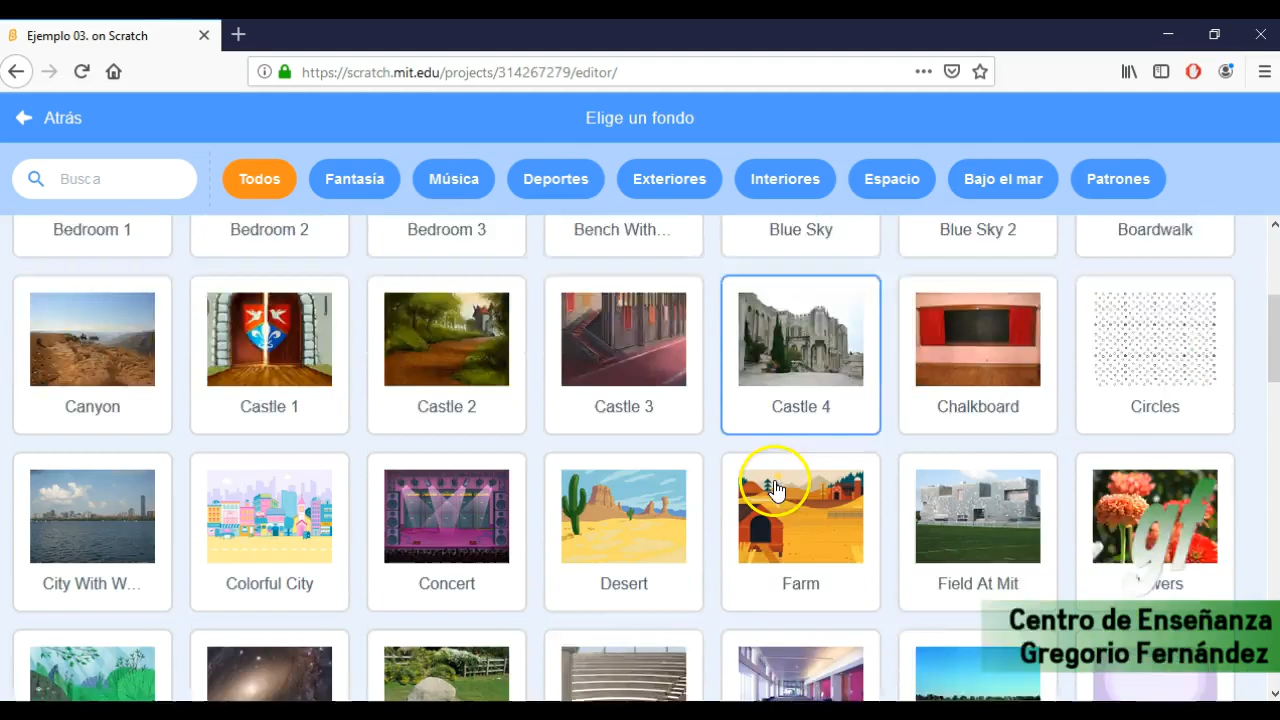 Ejemplo 03. on Scratch
https://scratch.mit.edu/projects/314267279/editor/
Atrás
Elige un fondo
Busca
Todos
Fantasía
Música
Deportes
Exteriores
Interiores
Espacio
Bajo el mar
Patrones
Bedroom 1
Bedroom 2
Bedroom 3
Bench With...
Blue Sky
Blue Sky 2
Boardwalk
Canyon
Castle 1
Castle 2
Castle 3
Castle 4
Chalkboard
Circles
City With W...
Colorful City
Concert
Desert
Farm
Field At Mit
gf
Centro de Enseñanza
Gregorio Fernández